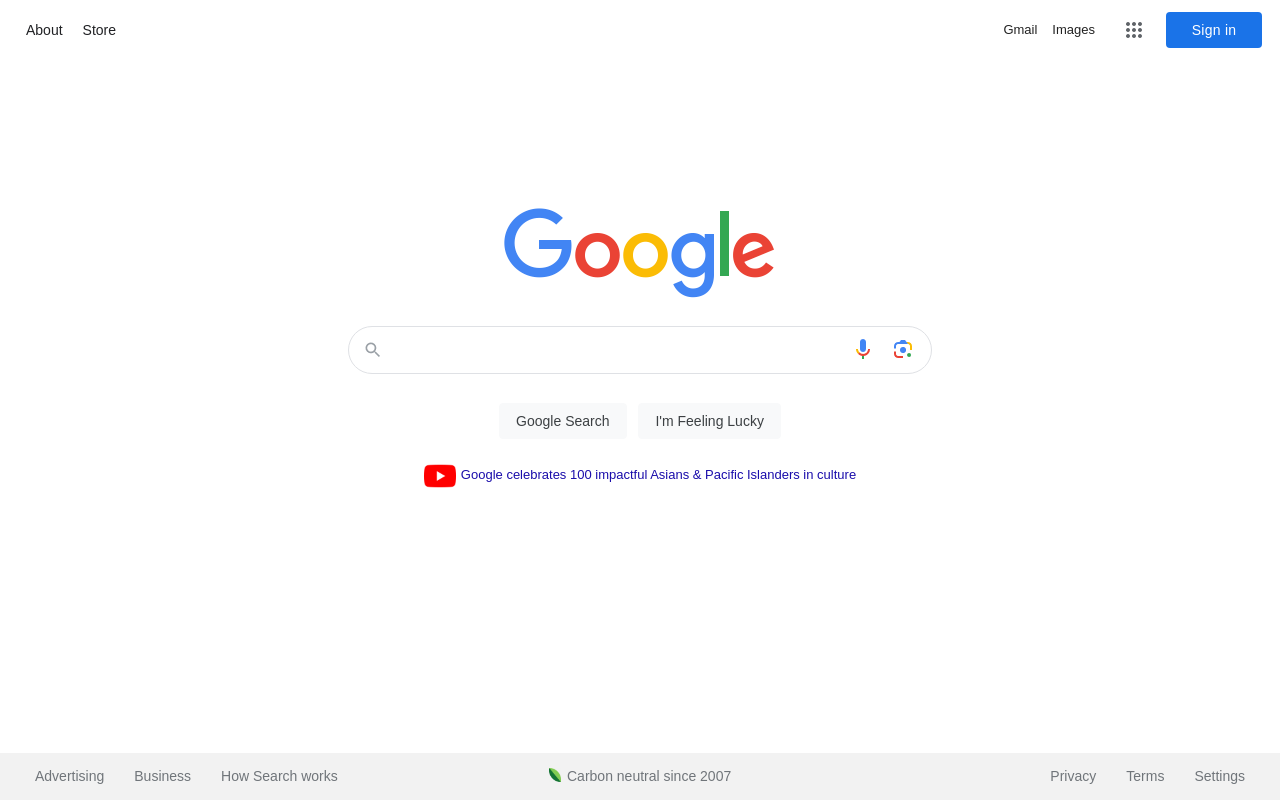 About Store Gmail Images Sign in
Google
Google Search I'm Feeling Lucky
Google celebrates 100 impactful Asians & Pacific Islanders in culture
Advertising Business How Search works Carbon neutral since 2007 Privacy Terms Settings